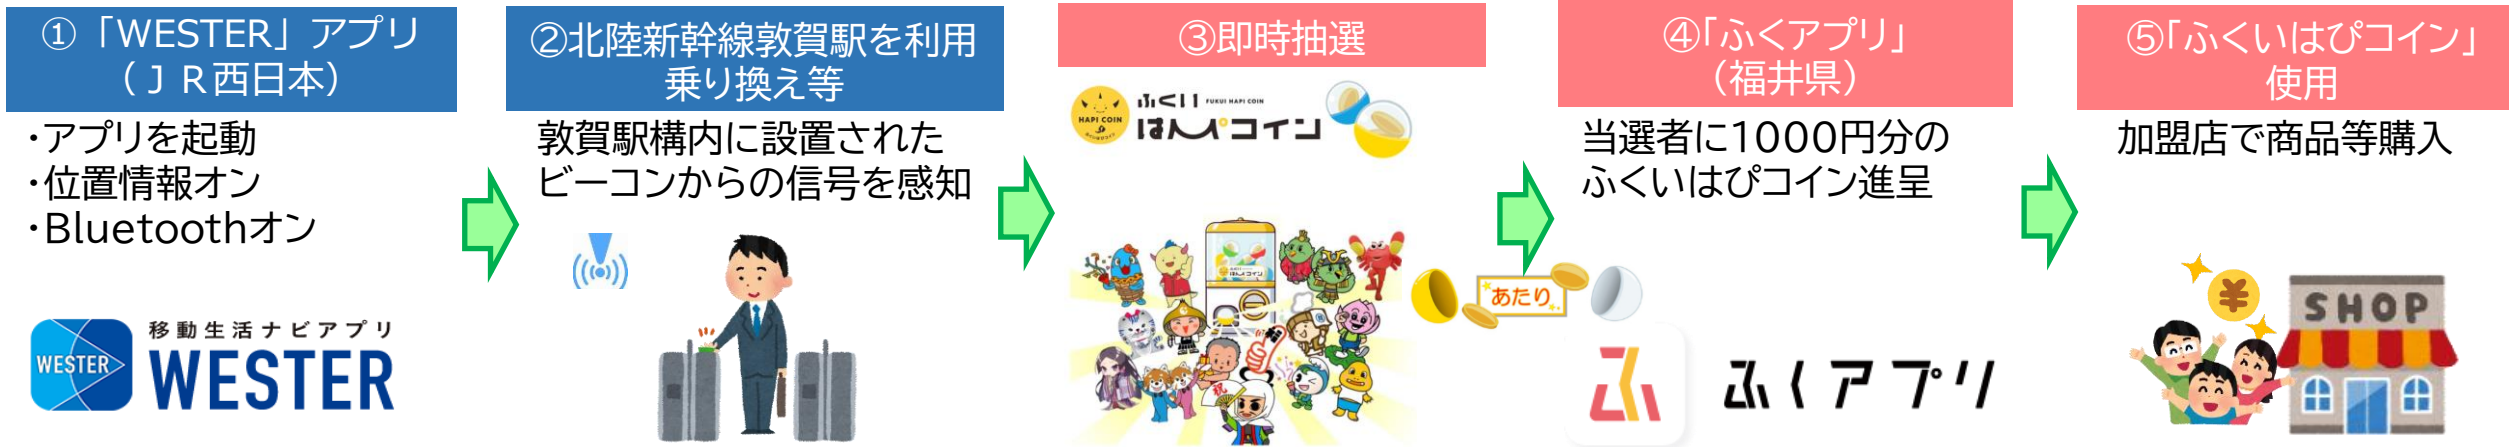 ①「WESTER」アプリ
（ＪＲ西日本）
・アプリを起動
・位置情報オン
・Bluetoothオン
WESTER
移動生活ナビアプリ
WESTER
②北陸新幹線敦賀駅を利用
乗り換え等
敦賀駅構内に設置された
ビーコンからの信号を感知
③即時抽選
HAPI COIN
ふくい FUKUI HAPI COIN
はぴコイン
祝
あたり
④「ふくアプリ」
（福井県）
当選者に1000円分の
ふくいはぴコイン進呈
ふ
ふくアプリ
⑤「ふくいはぴコイン」
使用
加盟店で商品等購入
¥
SHOP